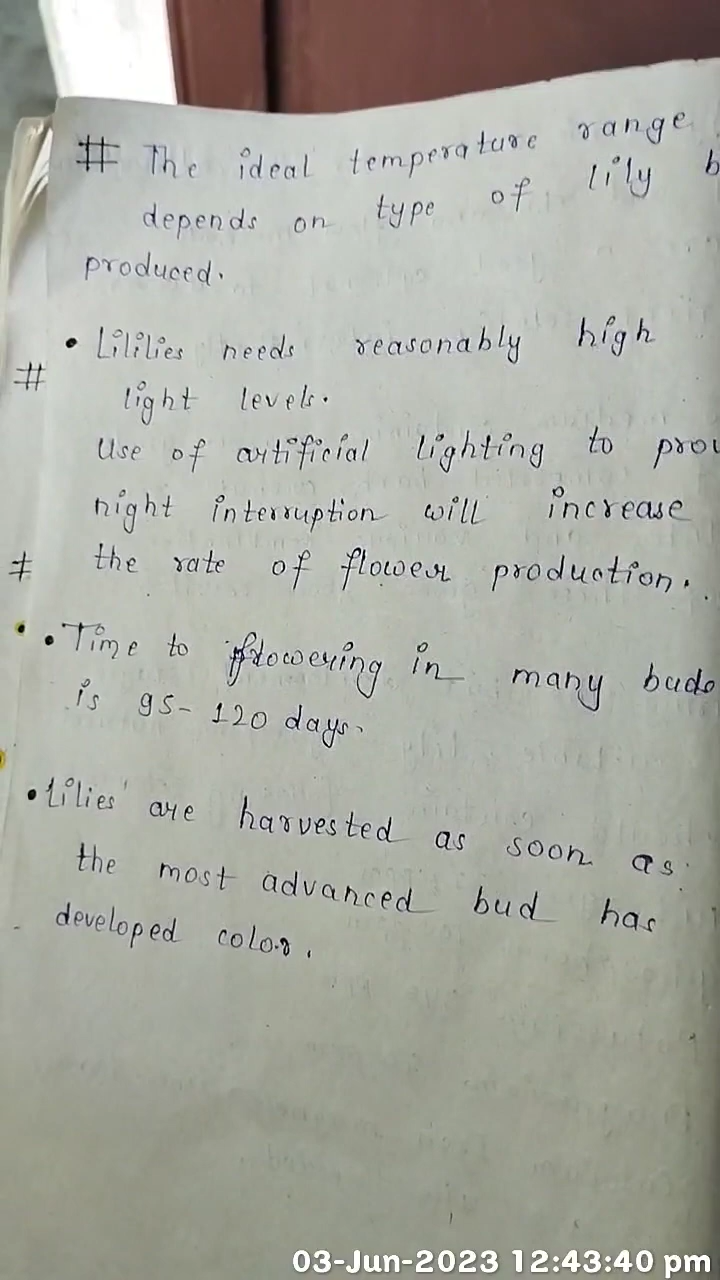 # The ideal temperature range
depends on type of lily b
produced.
• Lililies needs reasonably high
# light levels.
Use of artificial lighting to prov
night interruption will increase
# the rate of flower production.
• Time to flowering in many buds
is 95- 120 days.
• Lilies' are harvested as soon as
the most advanced bud has
developed color.
03-Jun-2023 12:43:40 pm